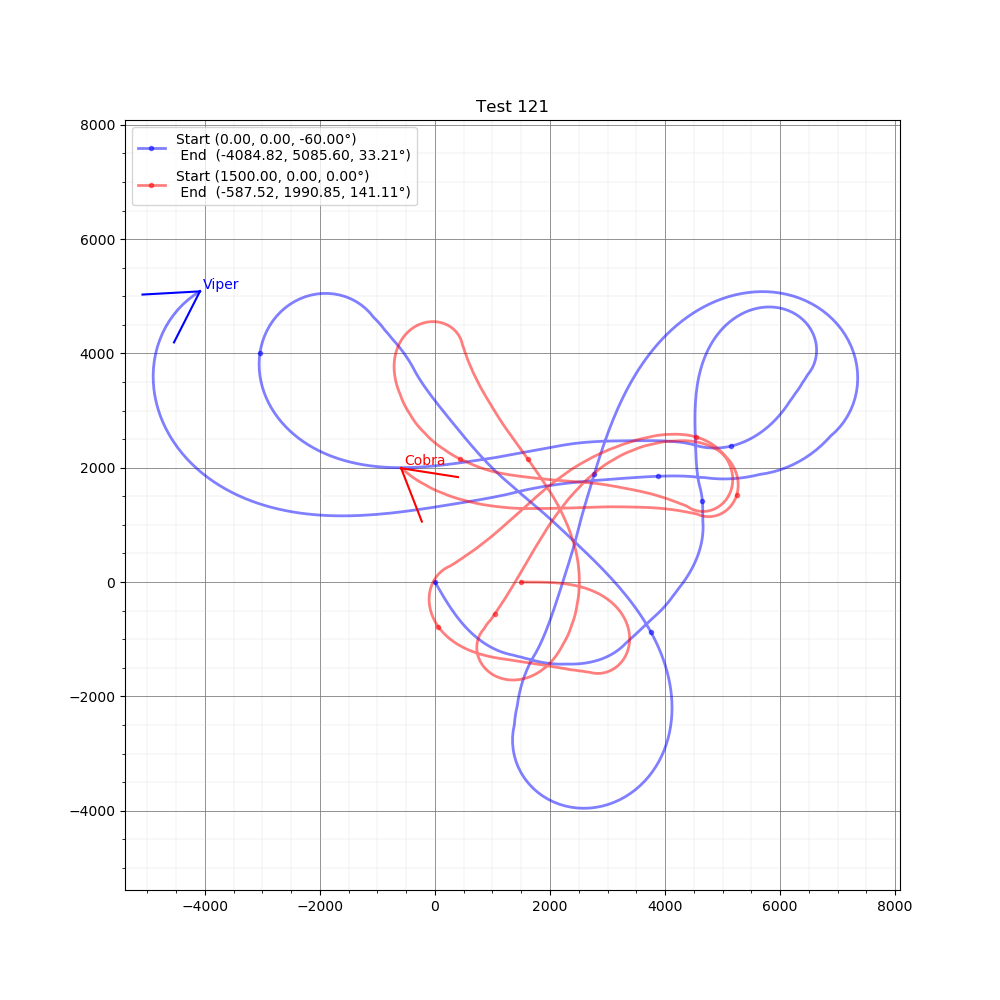 Test 121
Start (0.00, 0.00, -60.00°)
End  (-4084.82, 5085.60, 33.21°)
Start (1500.00, 0.00, 0.00°)
End  (-587.52, 1990.85, 141.11°)
8000
6000
4000
2000
0
−2000
−4000
Viper
Cobra
−4000 −2000 0 2000 4000 6000 8000